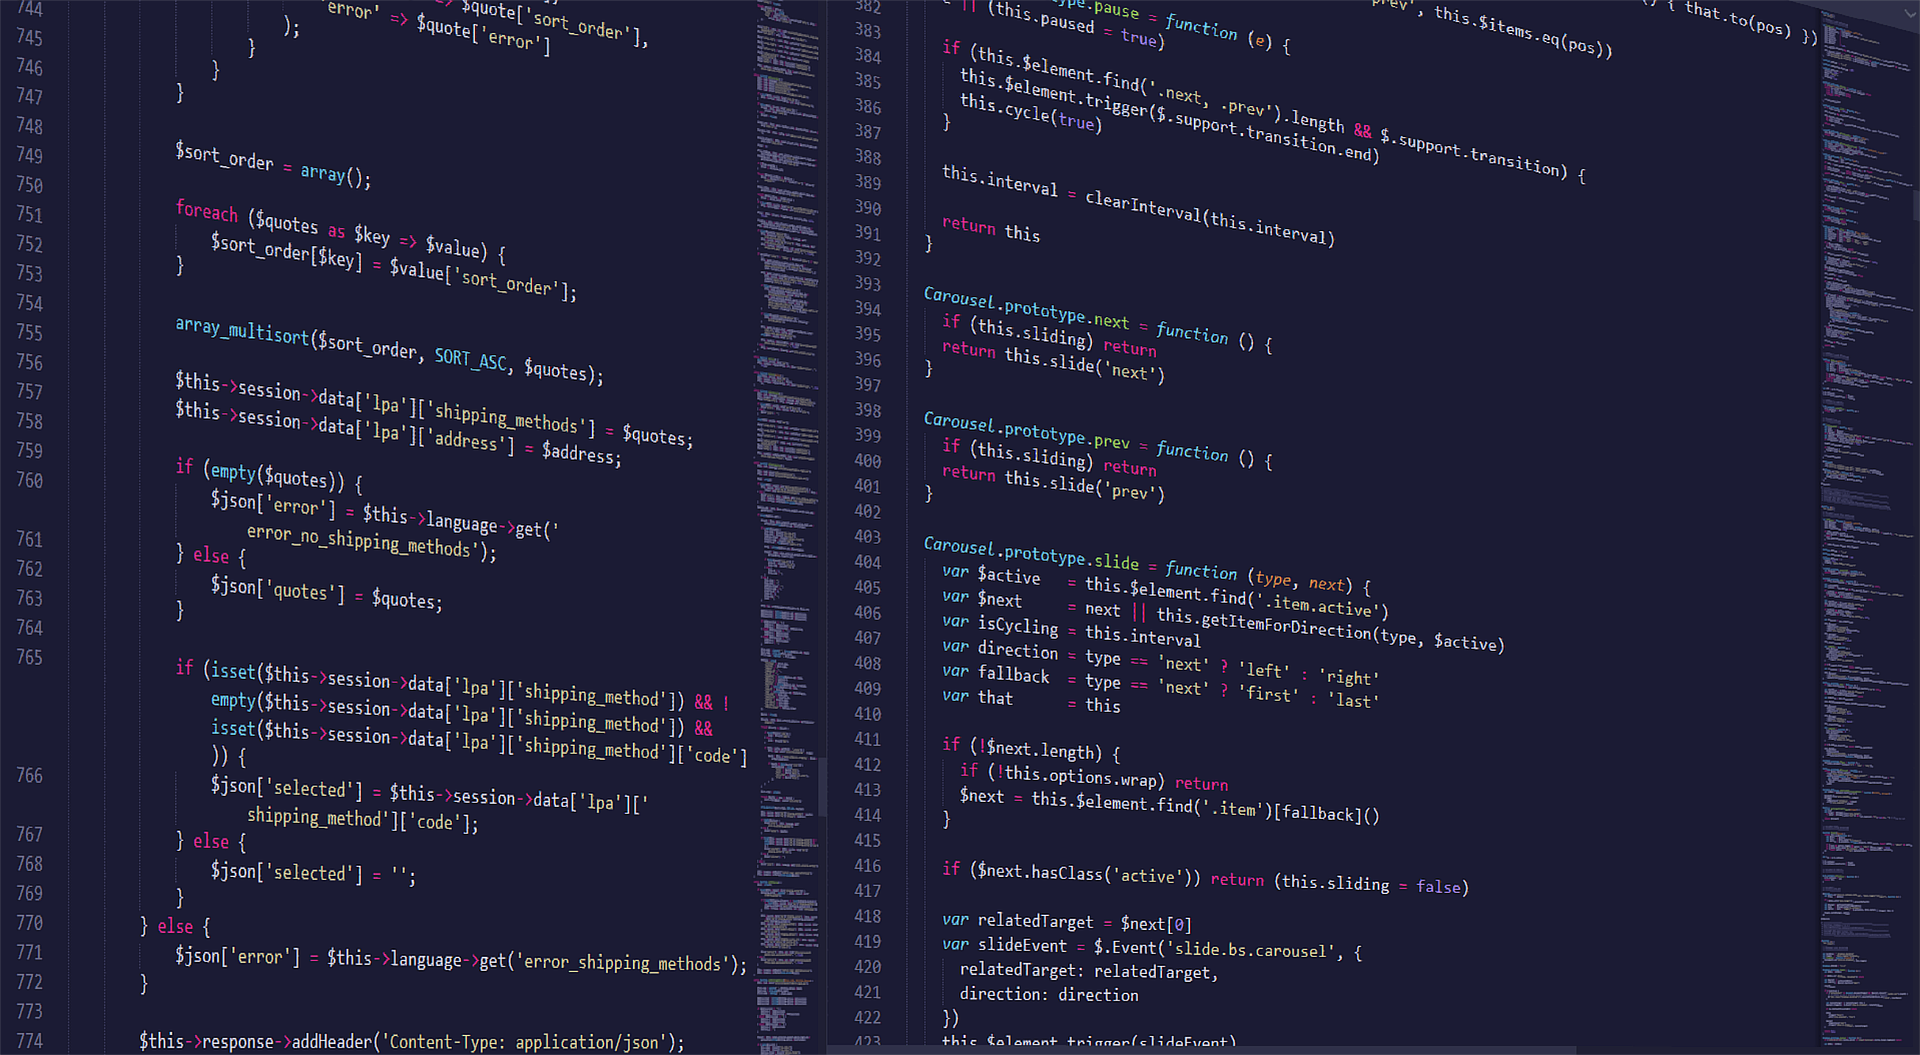 744
745
746
747
748
749
750
751
752
753
754
755
756
757
758
759
760
761
762
763
764
765
766
767
768
769
770
771
772
773
774
$quote['sort_order'],
'error' => $quote['error']
);
}
}
}
$sort_order = array();
foreach ($quotes as $key => $value) {
$sort_order[$key] = $value['sort_order'];
}
array_multisort($sort_order, SORT_ASC, $quotes);
$this->session->data['lpa']['shipping_methods'] = $quotes;
$this->session->data['lpa']['address'] = $address;
if (empty($quotes)) {
$json['error'] = $this->language->get('
error_no_shipping_methods');
} else {
$json['quotes'] = $quotes;
}
if (isset($this->session->data['lpa']['shipping_method']) && !
empty($this->session->data['lpa']['shipping_method']) &&
isset($this->session->data['lpa']['shipping_method']['code']
)) {
$json['selected'] = $this->session->data['lpa']['
shipping_method']['code'];
} else {
$json['selected'] = '';
}
} else {
$json['error'] = $this->language->get('error_shipping_methods');
}
$this->response->addHeader('Content-Type: application/json');
382
383
384
385
386
387
388
389
390
391
392
393
394
395
396
397
398
399
400
401
402
403
404
405
406
407
408
409
410
411
412
413
414
415
416
417
418
419
420
421
422
423
', this.$items.eq(pos))
{ that.to(pos) })
.pause = function (e) {
|| (this.paused = true)
if (this.$element.find('.next, .prev').length && $.support.transition) {
this.$element.trigger($.support.transition.end)
this.cycle(true)
}
this.interval = clearInterval(this.interval)
return this
}
Carousel.prototype.next = function () {
if (this.sliding) return
return this.slide('next')
}
Carousel.prototype.prev = function () {
if (this.sliding) return
return this.slide('prev')
}
Carousel.prototype.slide = function (type, next) {
var $active = this.$element.find('.item.active')
var $next = next || this.getItemForDirection(type, $active)
var isCycling = this.interval
var direction = type == 'next' ? 'left' : 'right'
var fallback = type == 'next' ? 'first' : 'last'
var that = this
if (!$next.length) {
if (!this.options.wrap) return
$next = this.$element.find('.item')[fallback]()
}
if ($next.hasClass('active')) return (this.sliding = false)
var relatedTarget = $next[0]
var slideEvent = $.Event('slide.bs.carousel', {
relatedTarget: relatedTarget,
direction: direction
})
this.$element.trigger(slideEvent)